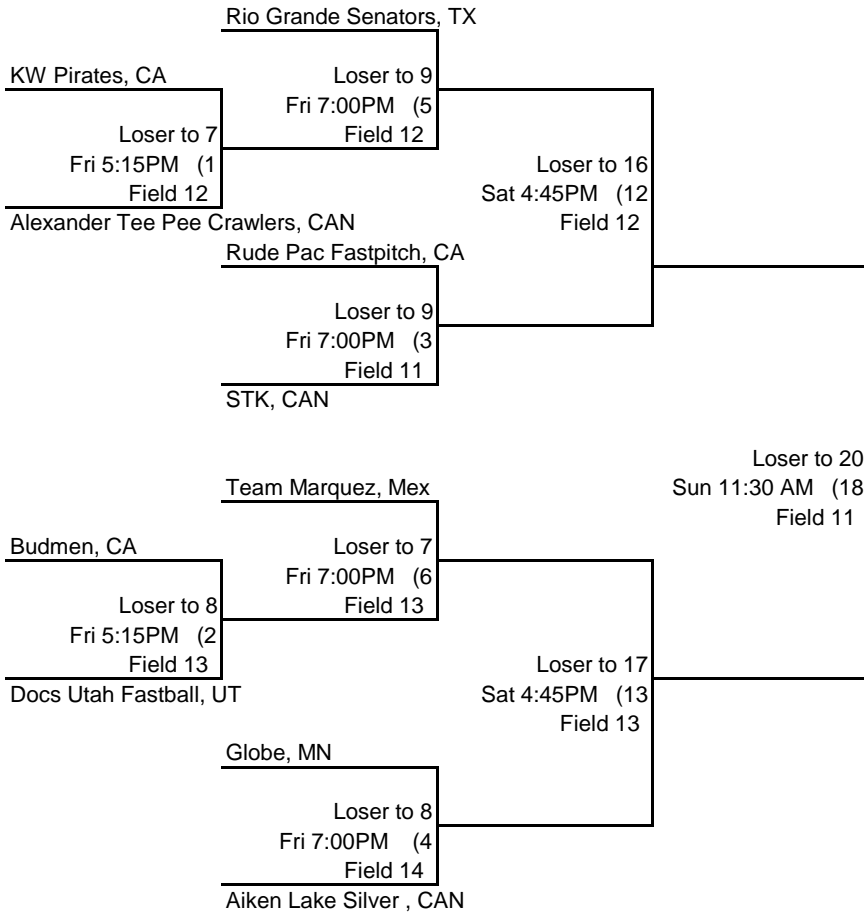 Rio Grande Senators, TX
KW Pirates, CA
Loser to 9
Fri 7:00PM (5
Field 12
Loser to 7
Fri 5:15PM (1
Field 12
Alexander Tee Pee Crawlers, CAN
Loser to 16
Sat 4:45PM (12
Field 12
Rude Pac Fastpitch, CA
Loser to 9
Fri 7:00PM (3
Field 11
STK, CAN
Loser to 20
Sun 11:30 AM (18
Field 11
Team Marquez, Mex
Budmen, CA
Loser to 7
Fri 7:00PM (6
Field 13
Loser to 8
Fri 5:15PM (2
Field 13
Docs Utah Fastball, UT
Loser to 17
Sat 4:45PM (13
Field 13
Globe, MN
Loser to 8
Fri 7:00PM (4
Field 14
Aiken Lake Silver , CAN